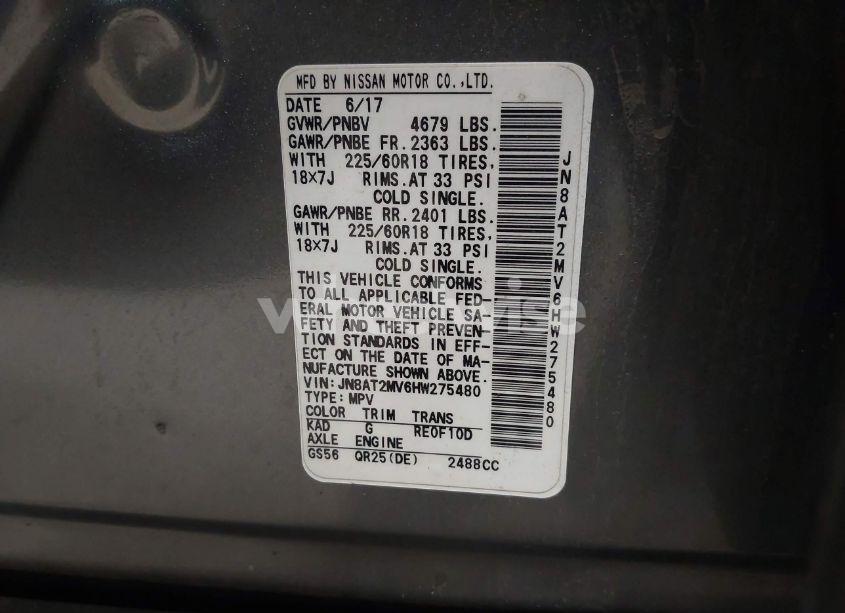 MFD BY NISSAN MOTOR CO.,LTD.
DATE 6/17
GVWR/PNBV 4679 LBS.
GAWR/PNBE FR. 2363 LBS.
WITH 225/60R18 TIRES,
18×7J RIMS. AT 33 PSI
COLD SINGLE.
GAWR/PNBE RR. 2401 LBS.
WITH 225/60R18 TIRES,
18×7J RIMS. AT 33 PSI
COLD SINGLE.
THIS VEHICLE CONFORMS
TO ALL APPLICABLE FED-
ERAL MOTOR VEHICLE SA-
FETY AND THEFT PREVEN-
TION STANDARDS IN EFF-
ECT ON THE DATE OF MA-
NUFACTURE SHOWN ABOVE.
VIN: JN8AT2MV6HW275480
TYPE: MPV
COLOR TRIM TRANS
KAD G RE0F10D
AXLE ENGINE
GS56 QR25(DE) 2488CC
JN8AT2MV6HW275480